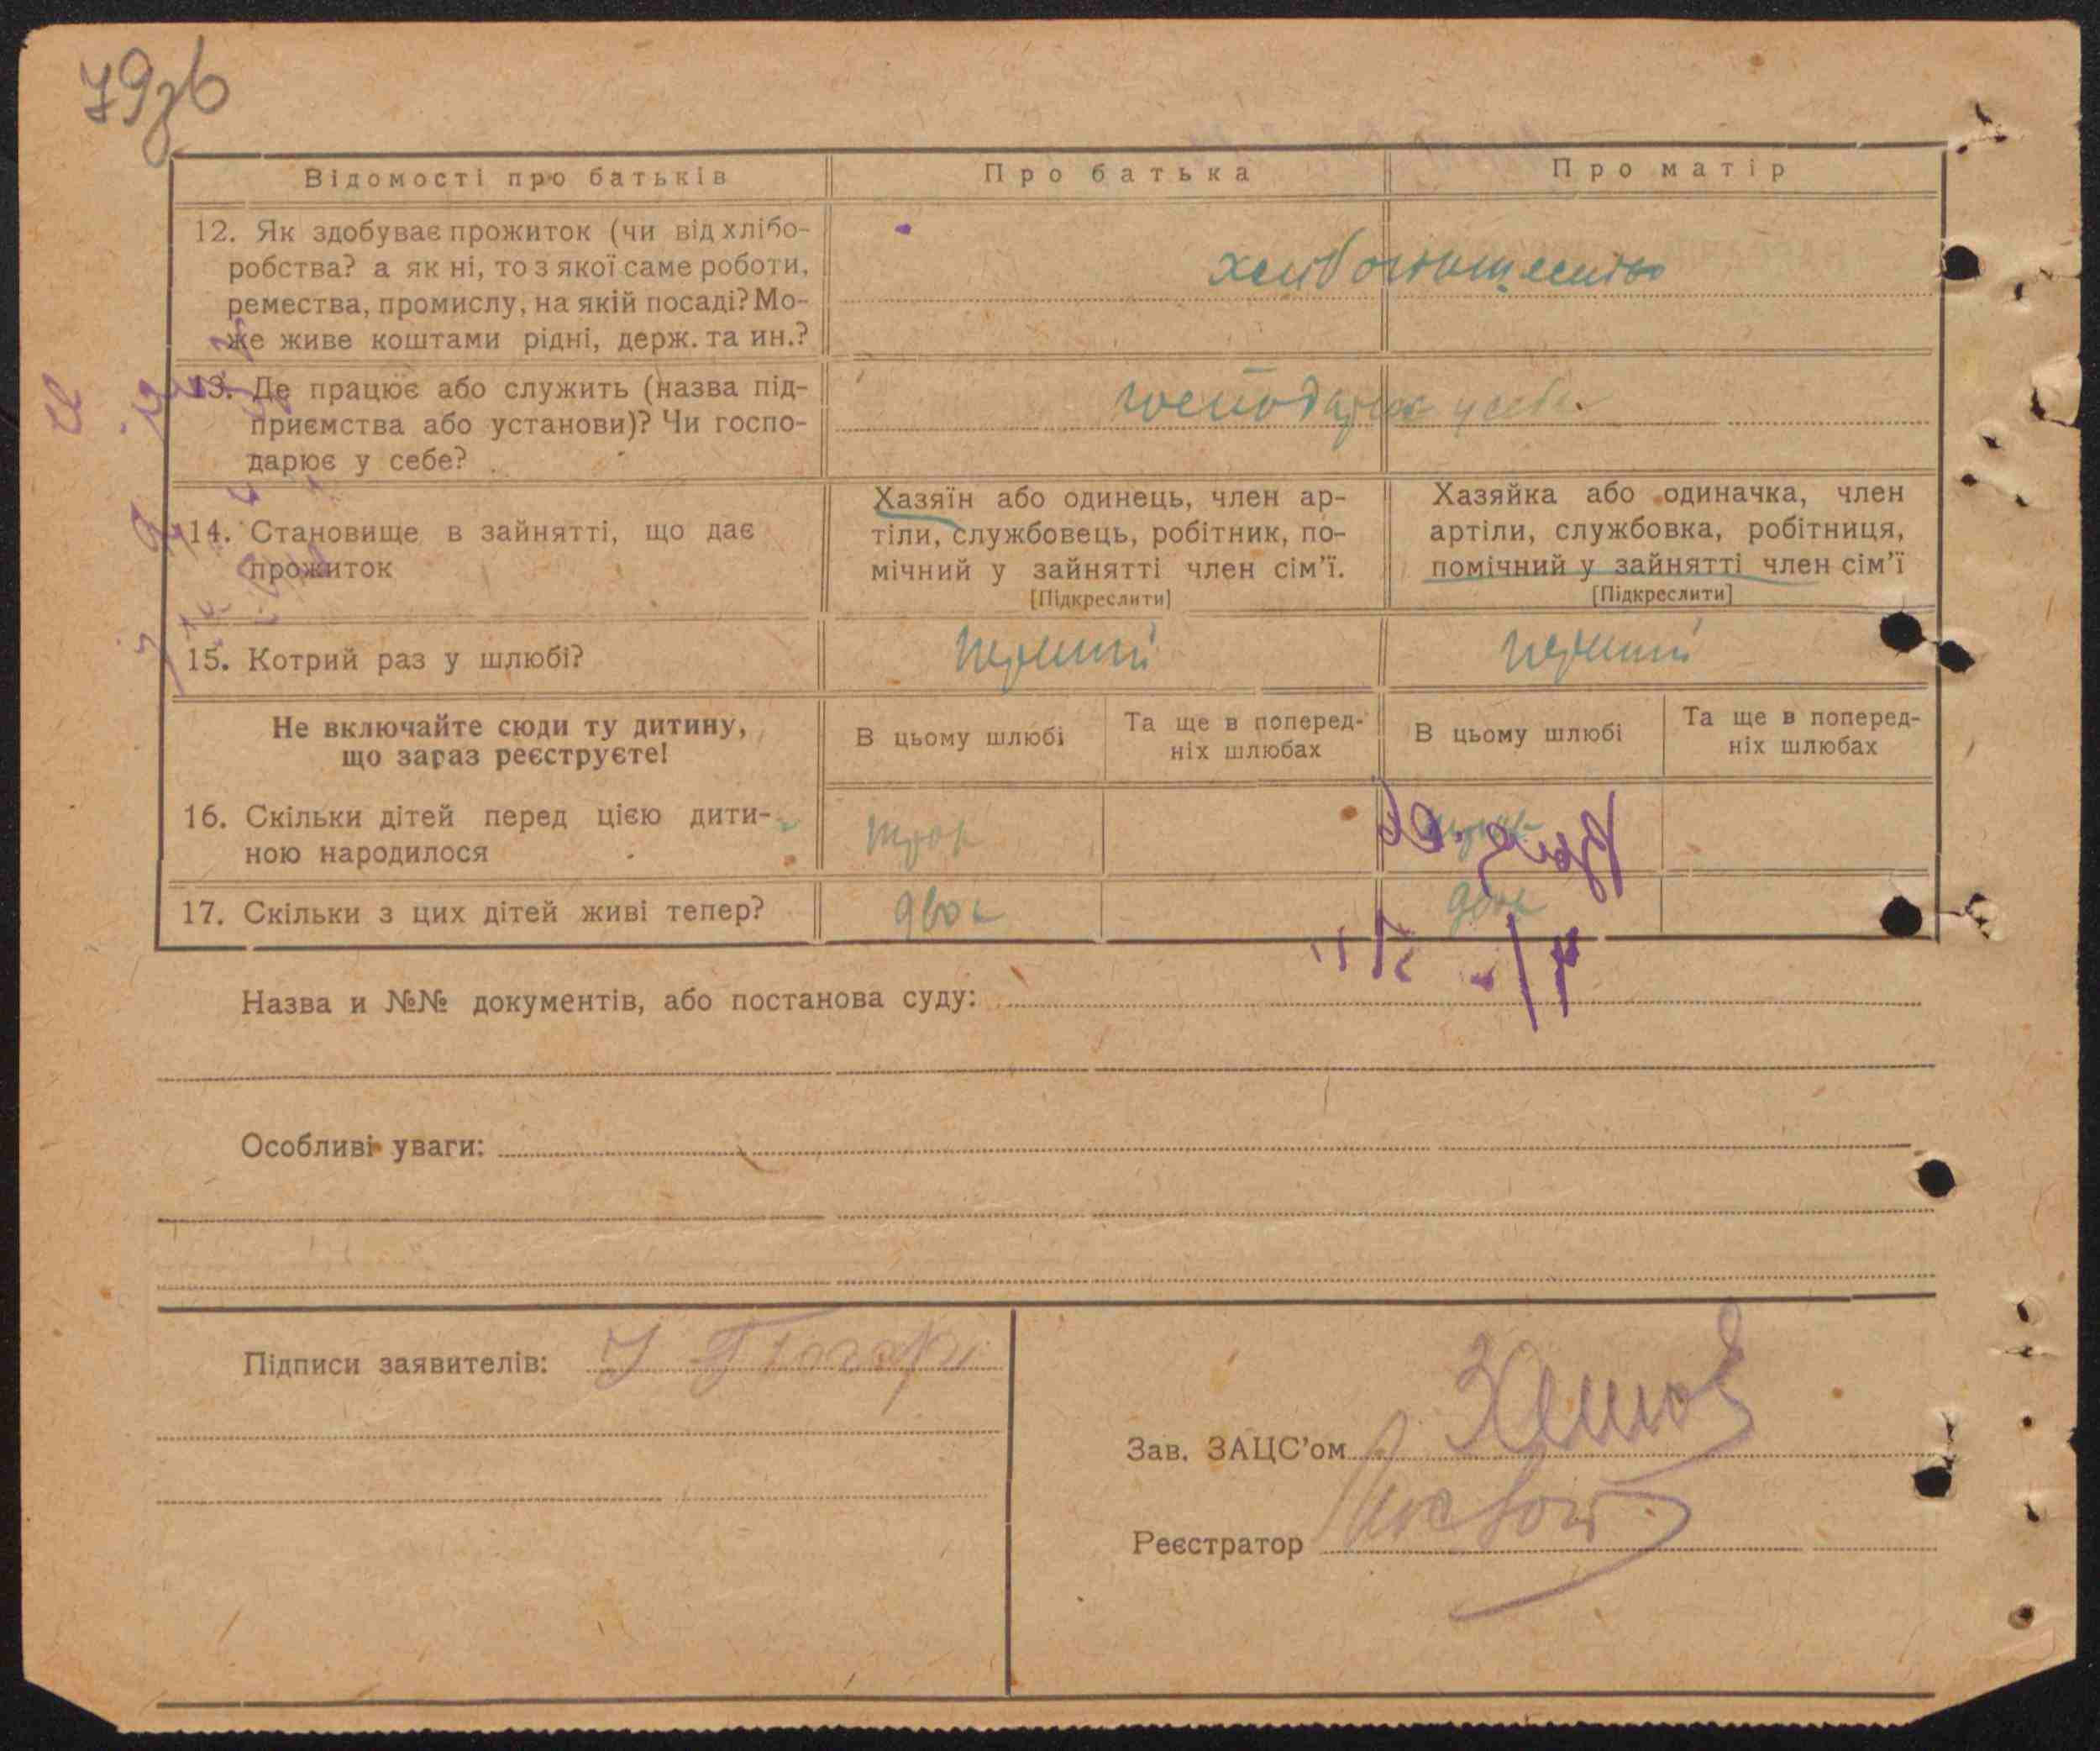 79зв
Відомості про батьків
Про батька
Про матір
12. Як здобуває прожиток (чи від хлібо-
робства? а як ні, то з якої саме роботи,
ремества, промислу, на якій посаді? Мо-
же живе коштами рідні, держ. та ин.?
13. Де працює або служить (назва під-
приємства або установи)? Чи госпо-
дарює у себе?
господарює у себе.
14. Становище в зайнятті, що дає
прожиток
Хазяїн або одинець, член ар-
тіли, службовець, робітник, по-
мічний у зайнятті член сім'ї.
[Підкреслити]
Хазяйка або одиначка, член
артіли, службовка, робітниця,
помічний у зайнятті член сім'ї
[Підкреслити]
15. Котрий раз у шлюбі?
перший
перший
Не включайте сюди ту дитину,
що зараз реєструєте!
В цьому шлюбі
Та ще в поперед-
ніх шлюбах
В цьому шлюбі
Та ще в поперед-
ніх шлюбах
16. Скільки дітей перед цією дити-
ною народилося
троє
17. Скільки з цих дітей живі тепер?
двоє
двоє
Назва и №№ документів, або постанова суду:
Особливі уваги:
Підписи заявителів:
Зав. ЗАЦС'ом
Реєстратор